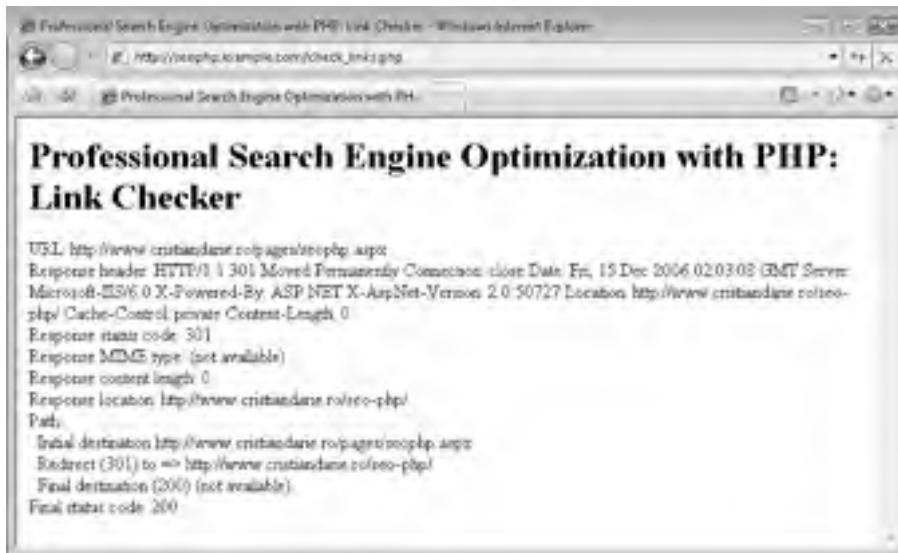 Professional Search Engine Optimization with PHP: Link Checker - Windows Internet Explorer
http://seophp.example.com/check_links.php
Professional Search Engine Optimization with PH...
Professional Search Engine Optimization with PHP:
Link Checker
URL: http://www.cristiandarie.ro/pages/seophp.aspx
Response header: HTTP/1.1 301 Moved Permanently Connection: close Date: Fri, 15 Dec 2006 02:03:08 GMT Server:
Microsoft-IIS/6.0 X-Powered-By: ASP.NET X-AspNet-Version: 2.0.50727 Location: http://www.cristiandarie.ro/seo-
php/ Cache-Control: private Content-Length: 0
Response status code: 301
Response MIME type: (not available)
Response content length: 0
Response location: http://www.cristiandarie.ro/seo-php/
Path:
Initial destination http://www.cristiandarie.ro/pages/seophp.aspx
Redirect (301) to => http://www.cristiandarie.ro/seo-php/
Final destination (200) (not available)
Final status code: 200